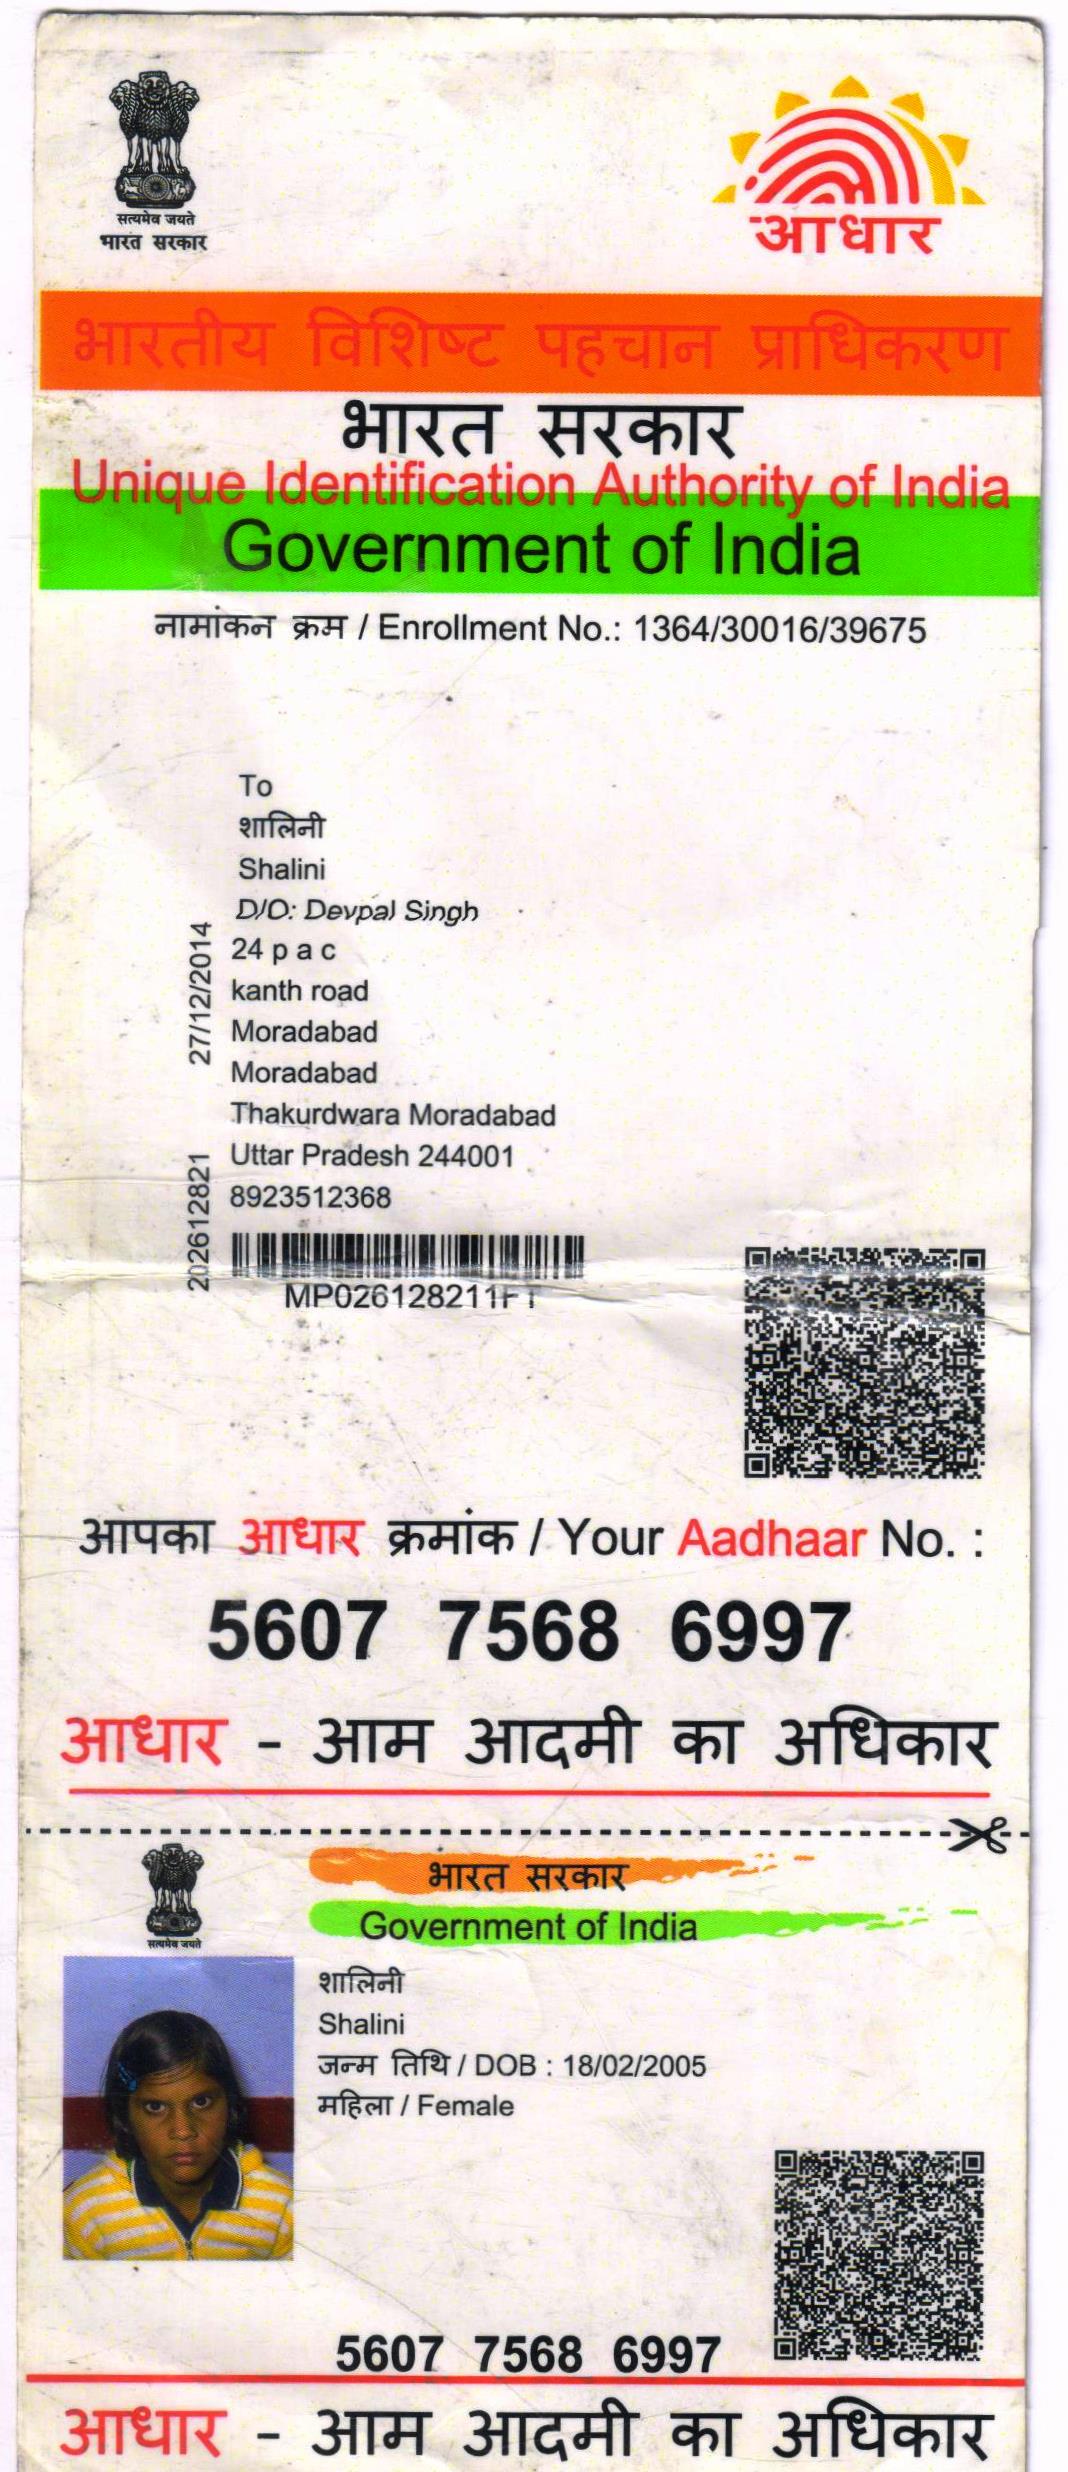 सत्यमेव जयते
भारत सरकार
आधार
भारतीय विशिष्ट पहचान प्राधिकरण
भारत सरकार
Unique Identification Authority of India
Government of India
नामांकन क्रम / Enrollment No.: 1364/30016/39675
To
शालिनी
Shalini
D/O: Devpal Singh
24 p a c
kanth road
Moradabad
Moradabad
Thakurdwara Moradabad
Uttar Pradesh 244001
8923512368
27/12/2014
202612821
MP026128211FT
आपका आधार क्रमांक / Your Aadhaar No. :
5607 7568 6997
आधार - आम आदमी का अधिकार
सत्यमेव जयते
भारत सरकार
Government of India
शालिनी
Shalini
जन्म तिथि / DOB : 18/02/2005
महिला / Female
5607 7568 6997
आधार - आम आदमी का अधिकार